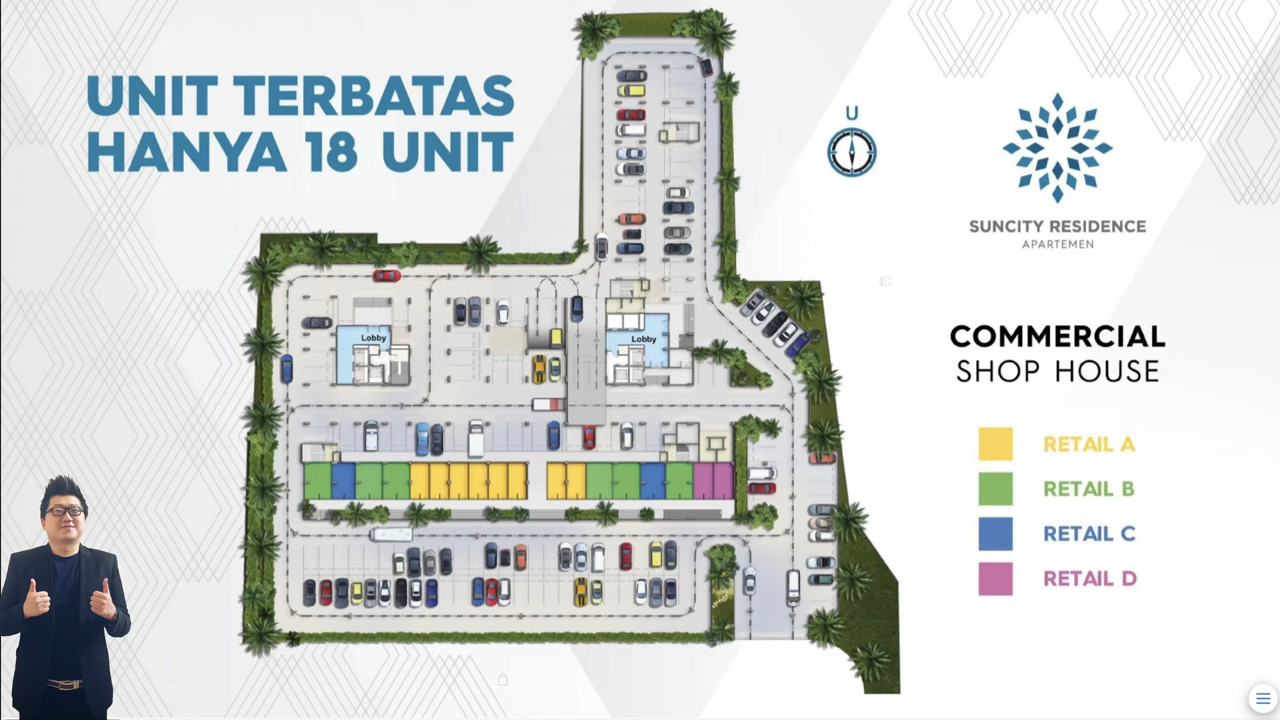 UNIT TERBATAS
HANYA 18 UNIT
U
SUNCITY RESIDENCE
APARTEMEN
Lobby
Lobby
COMMERCIAL
SHOP HOUSE
RETAIL A
RETAIL B
RETAIL C
RETAIL D